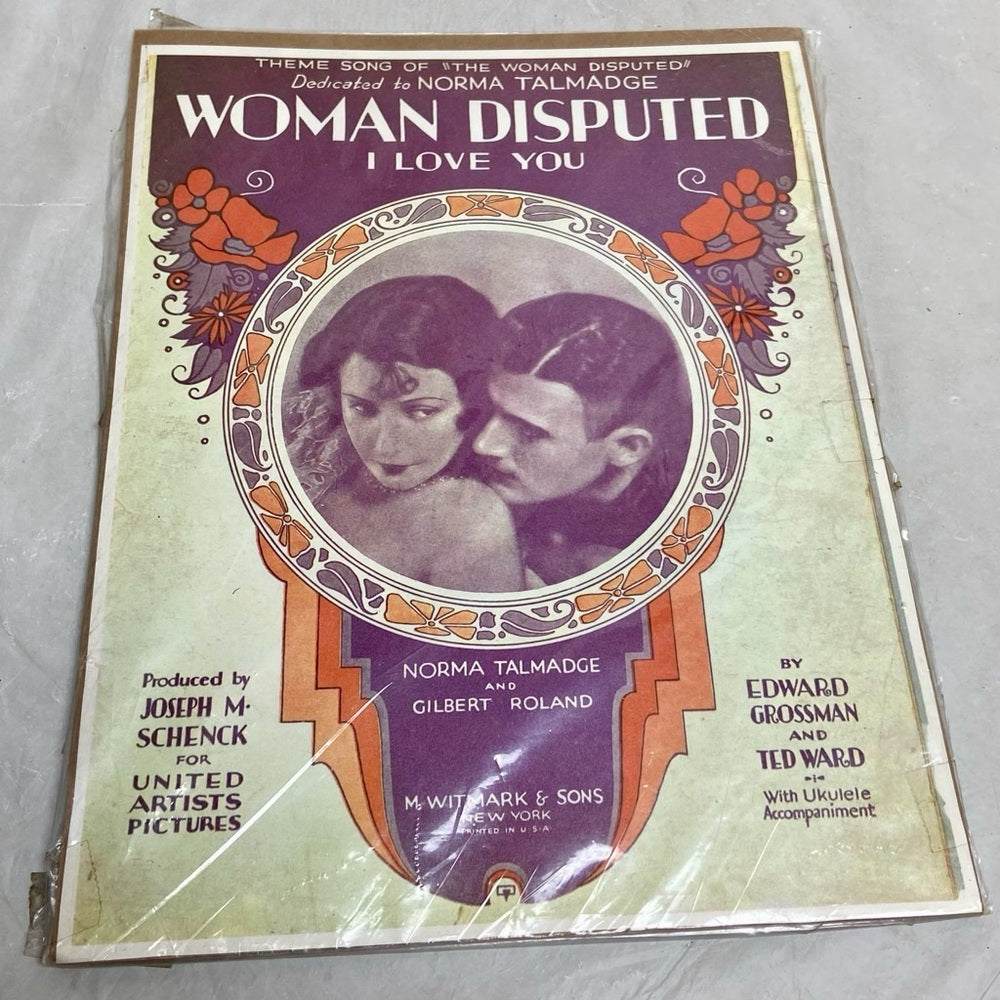 THEME SONG OF "THE WOMAN DISPUTED"
Dedicated to NORMA TALMADGE
WOMAN DISPUTED
I LOVE YOU
NORMA TALMADGE
AND
GILBERT ROLAND
Produced by
JOSEPH M.
SCHENCK
FOR
UNITED
ARTISTS
PICTURES
BY
EDWARD
GROSSMAN
AND
TED WARD
With Ukulele
Accompaniment
M. WITMARK & SONS
NEW YORK
PRINTED IN U.S.A